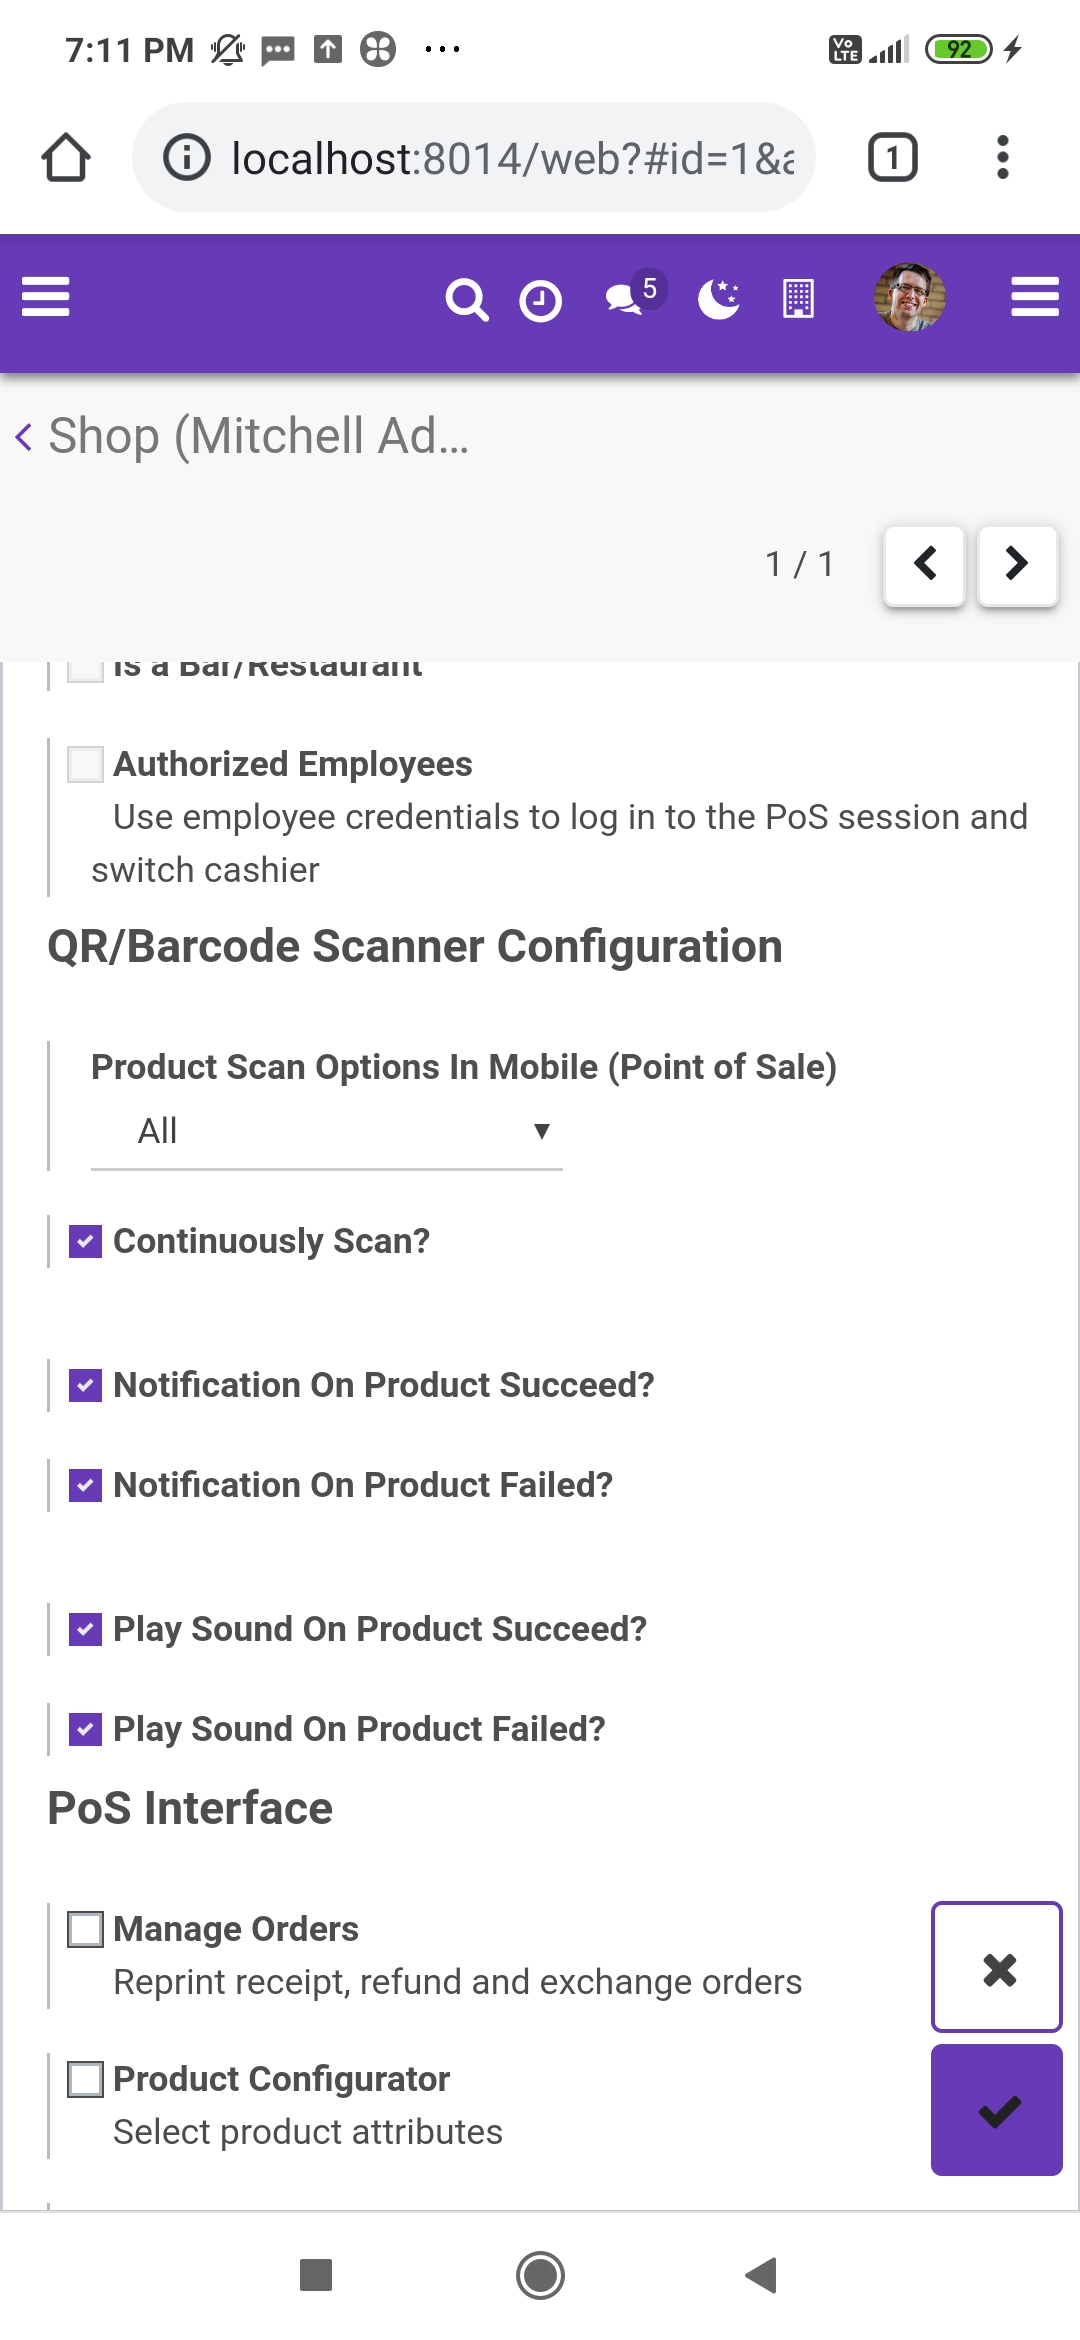 7:11 PM
Vo LTE
92
localhost:8014/web?#id=1&a
1
5
Shop (Mitchell Ad...
1 / 1
Is a Bar/Restaurant
Authorized Employees
Use employee credentials to log in to the PoS session and
switch cashier
QR/Barcode Scanner Configuration
Product Scan Options In Mobile (Point of Sale)
All
Continuously Scan?
Notification On Product Succeed?
Notification On Product Failed?
Play Sound On Product Succeed?
Play Sound On Product Failed?
PoS Interface
Manage Orders
Reprint receipt, refund and exchange orders
Product Configurator
Select product attributes